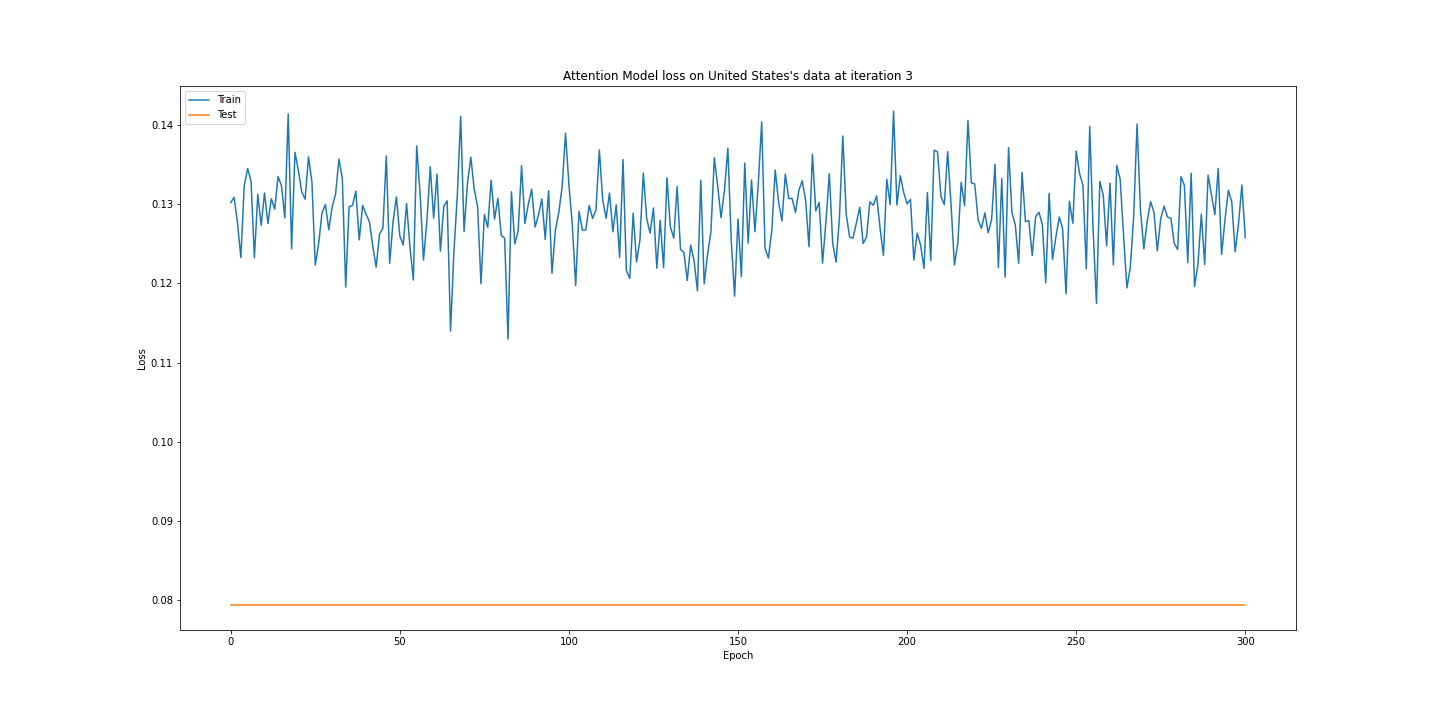 Attention Model loss on United States's data at iteration 3
Train
Test
0.14
0.13
0.12
0.11
0.10
0.09
0.08
Loss
0 50 100 150 200 250 300
Epoch